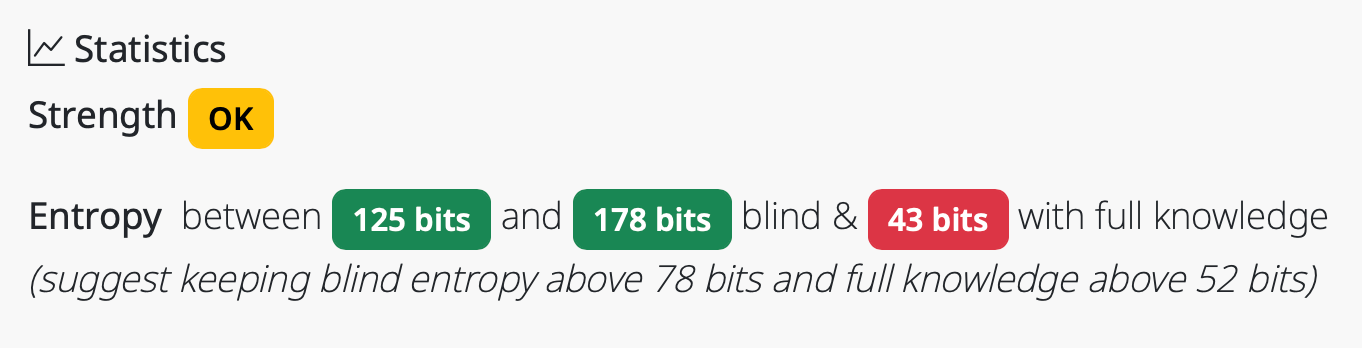 Statistics
Strength OK
Entropy between 125 bits and 178 bits blind & 43 bits with full knowledge
(suggest keeping blind entropy above 78 bits and full knowledge above 52 bits)